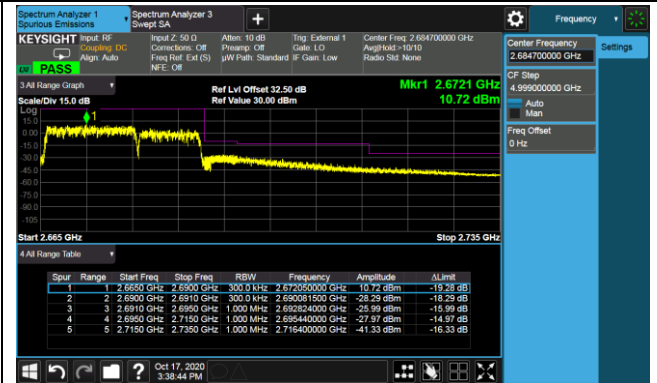 Spectrum Analyzer 1
Spurious Emissions
Spectrum Analyzer 3
Swept SA
+
Frequency
KEYSIGHT
Input: RF
Coupling: DC
Align: Auto
Input Z: 50 Ω
Corrections: Off
Freq Ref: Ext (S)
NFE: Off
Atten: 10 dB
Preamp: Off
µW Path: Standard
Trig: External 1
Gate: LO
IF Gain: Low
Center Freq: 2.684700000 GHz
Avg|Hold:>10/10
Radio Std: None
PASS
Center Frequency
2.684700000 GHz
Settings
CF Step
4.999000000 GHz
Auto
Man
Freq Offset
0 Hz
3 All Range Graph
Scale/Div 15.0 dB
Ref Lvl Offset 32.50 dB
Ref Value 30.00 dBm
Mkr1 2.6721 GHz
10.72 dBm
Log
15.0
0.00
-15.0
-30.0
-45.0
-60.0
-75.0
-90.0
-105
1
Start 2.665 GHz
Stop 2.735 GHz
4 All Range Table
Spur Range Start Freq Stop Freq RBW Frequency Amplitude ΔLimit
1 1 2.6650 GHz 2.6900 GHz 300.0 kHz 2.672050000 GHz 10.72 dBm -19.28 dB
2 2 2.6900 GHz 2.6910 GHz 300.0 kHz 2.690081500 GHz -28.29 dBm -18.29 dB
3 3 2.6910 GHz 2.6950 GHz 1.000 MHz 2.692824000 GHz -25.99 dBm -15.99 dB
4 4 2.6950 GHz 2.7150 GHz 1.000 MHz 2.695440000 GHz -27.97 dBm -14.97 dB
5 5 2.7150 GHz 2.7350 GHz 1.000 MHz 2.716400000 GHz -41.33 dBm -16.33 dB
?
Oct 17, 2020
3:38:44 PM